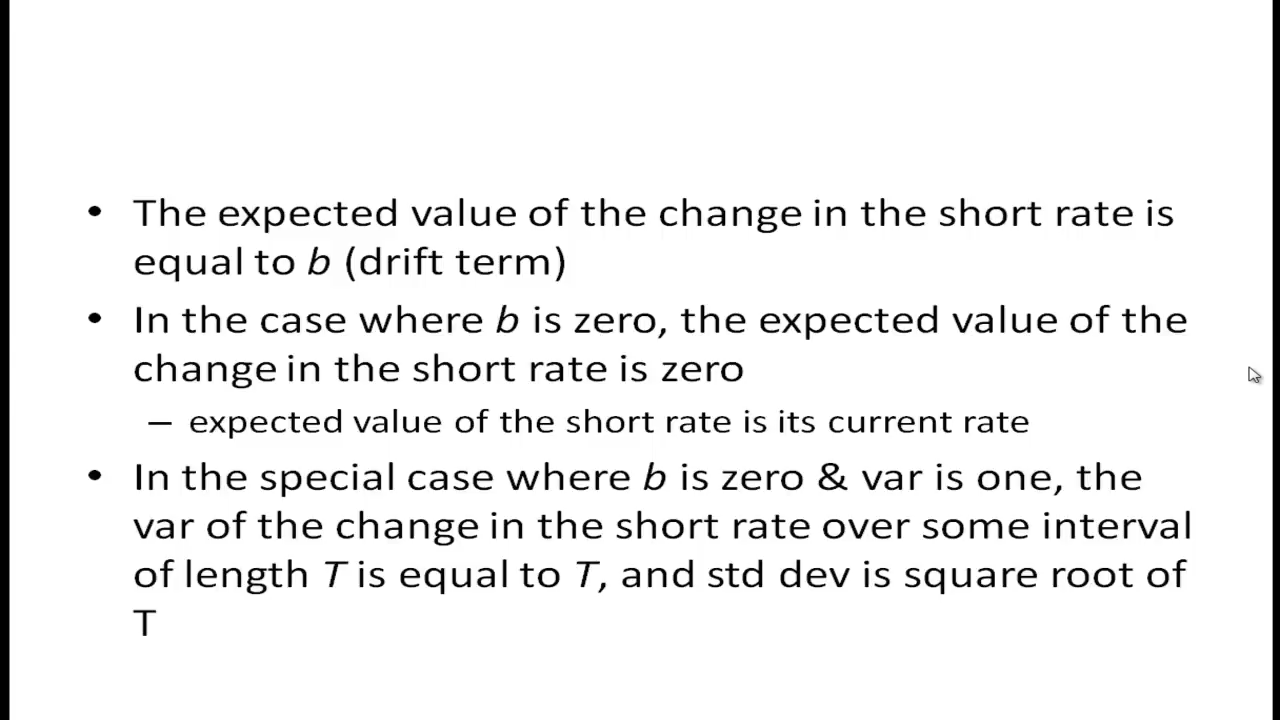 • The expected value of the change in the short rate is
equal to b (drift term)
• In the case where b is zero, the expected value of the
change in the short rate is zero
– expected value of the short rate is its current rate
• In the special case where b is zero & var is one, the
var of the change in the short rate over some interval
of length T is equal to T, and std dev is square root of
T